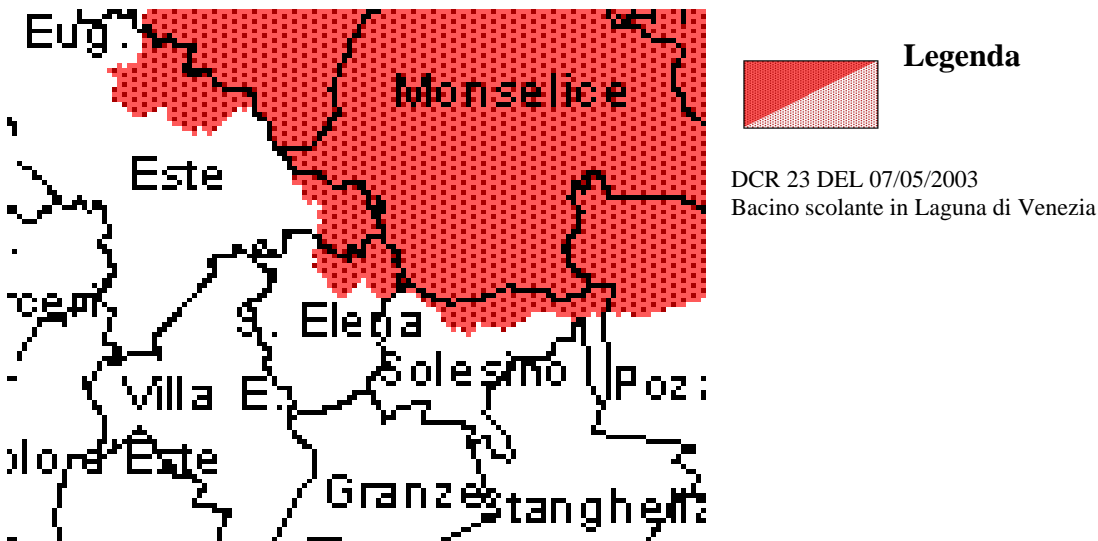 Eug.
Monselice
Este
S. Elena
Solesino
Villa E.
Este
Granze
Legenda
DCR 23 DEL 07/05/2003
Bacino scolante in Laguna di Venezia